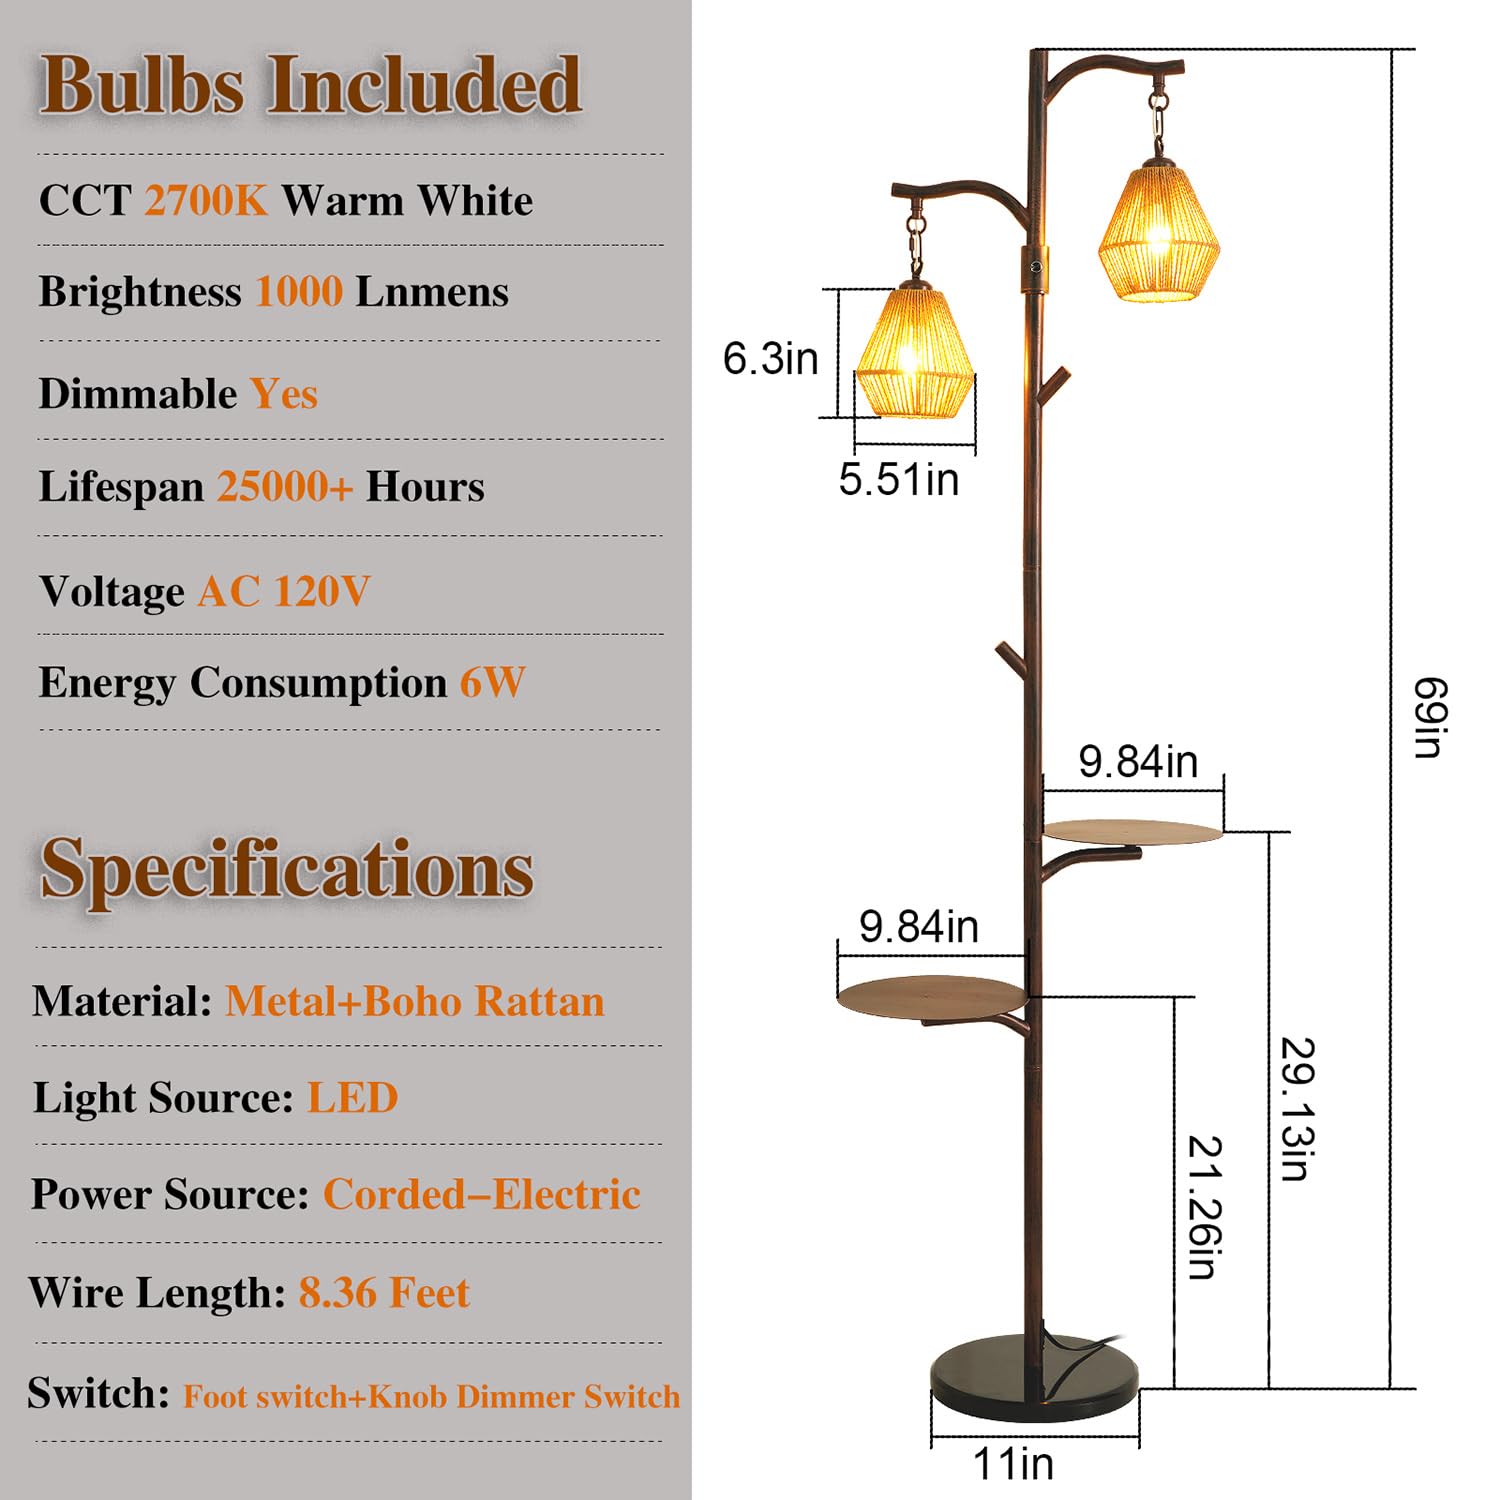 Bulbs Included
CCT 2700K Warm White
Brightness 1000 Lnmens
Dimmable Yes
Lifespan 25000+ Hours
Voltage AC 120V
Energy Consumption 6W
Specifications
Material: Metal+Boho Rattan
Light Source: LED
Power Source: Corded-Electric
Wire Length: 8.36 Feet
Switch: Foot switch+Knob Dimmer Switch
6.3in
5.51in
69in
9.84in
9.84in
29.13in
21.26in
11in